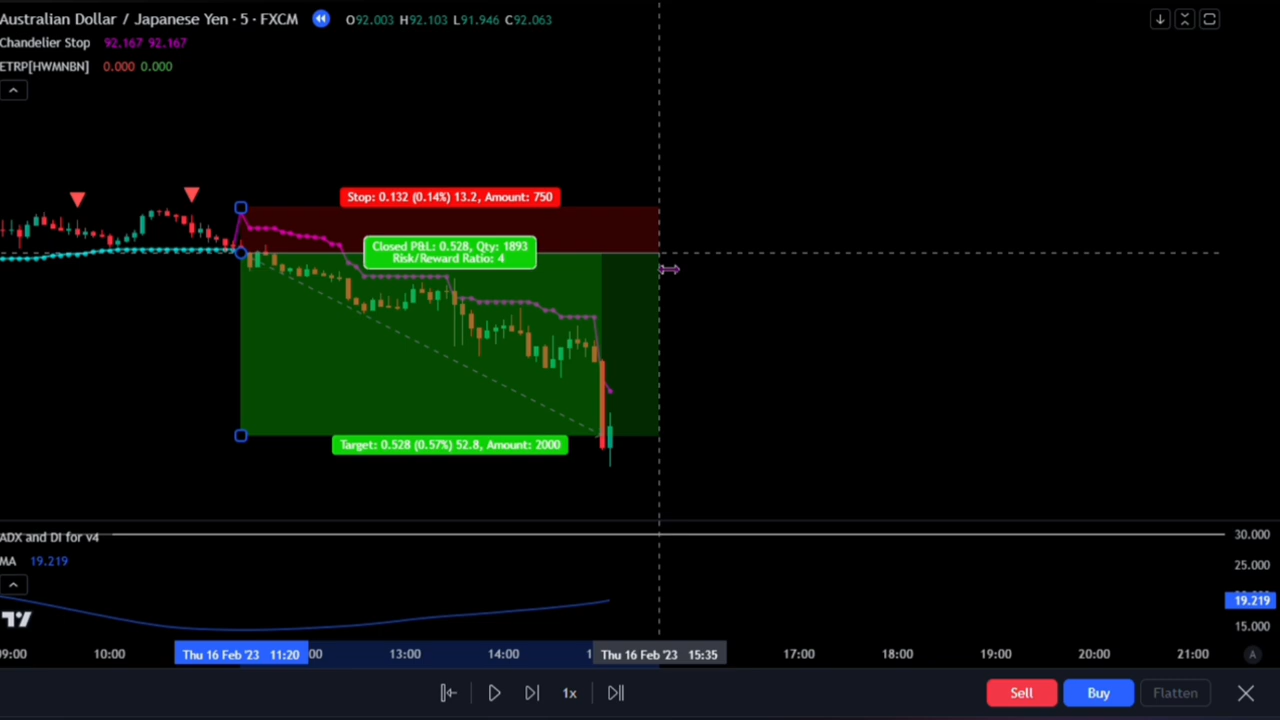 Australian Dollar / Japanese Yen · 5 · FXCM O92.003 H92.103 L91.946 C92.063
Chandelier Stop 92.167 92.167
ETRP[HWMNBN] 0.000 0.000
Stop: 0.132 (0.14%) 13.2, Amount: 750
Closed P&L: 0.528, Qty: 1893
Risk/Reward Ratio: 4
Target: 0.528 (0.57%) 52.8, Amount: 2000
ADX and DI for v4
MA 19.219
30.000
25.000
19.219
15.000
09:00 10:00 Thu 16 Feb '23 11:20 :00 13:00 14:00 1 Thu 16 Feb '23 15:35 17:00 18:00 19:00 20:00 21:00 A
1x Sell Buy Flatten